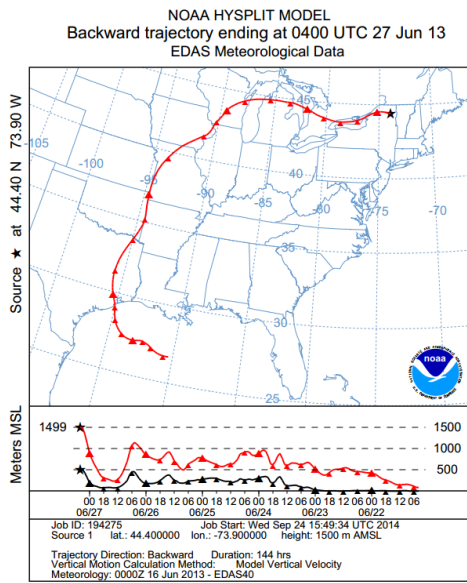 NOAA HYSPLIT MODEL
Backward trajectory ending at 0400 UTC 27 Jun 13
EDAS Meteorological Data
Source ★ at 44.40 N 73.90 W
-105
-100
-95
-90
-85
-80
-75
-70
45
40
35
30
25
noaa
Meters MSL
1499
1500
1000
500
00 18 12 06 00 18 12 06 00 18 12 06 00 18 12 06 00 18 12 06 00 18 12 06
06/27 06/26 06/25 06/24 06/23 06/22
Job ID: 194275 Job Start: Wed Sep 24 15:49:34 UTC 2014
Source 1 lat.: 44.400000 lon.: -73.900000 height: 1500 m AMSL
Trajectory Direction: Backward Duration: 144 hrs
Vertical Motion Calculation Method: Model Vertical Velocity
Meteorology: 0000Z 16 Jun 2013 - EDAS40